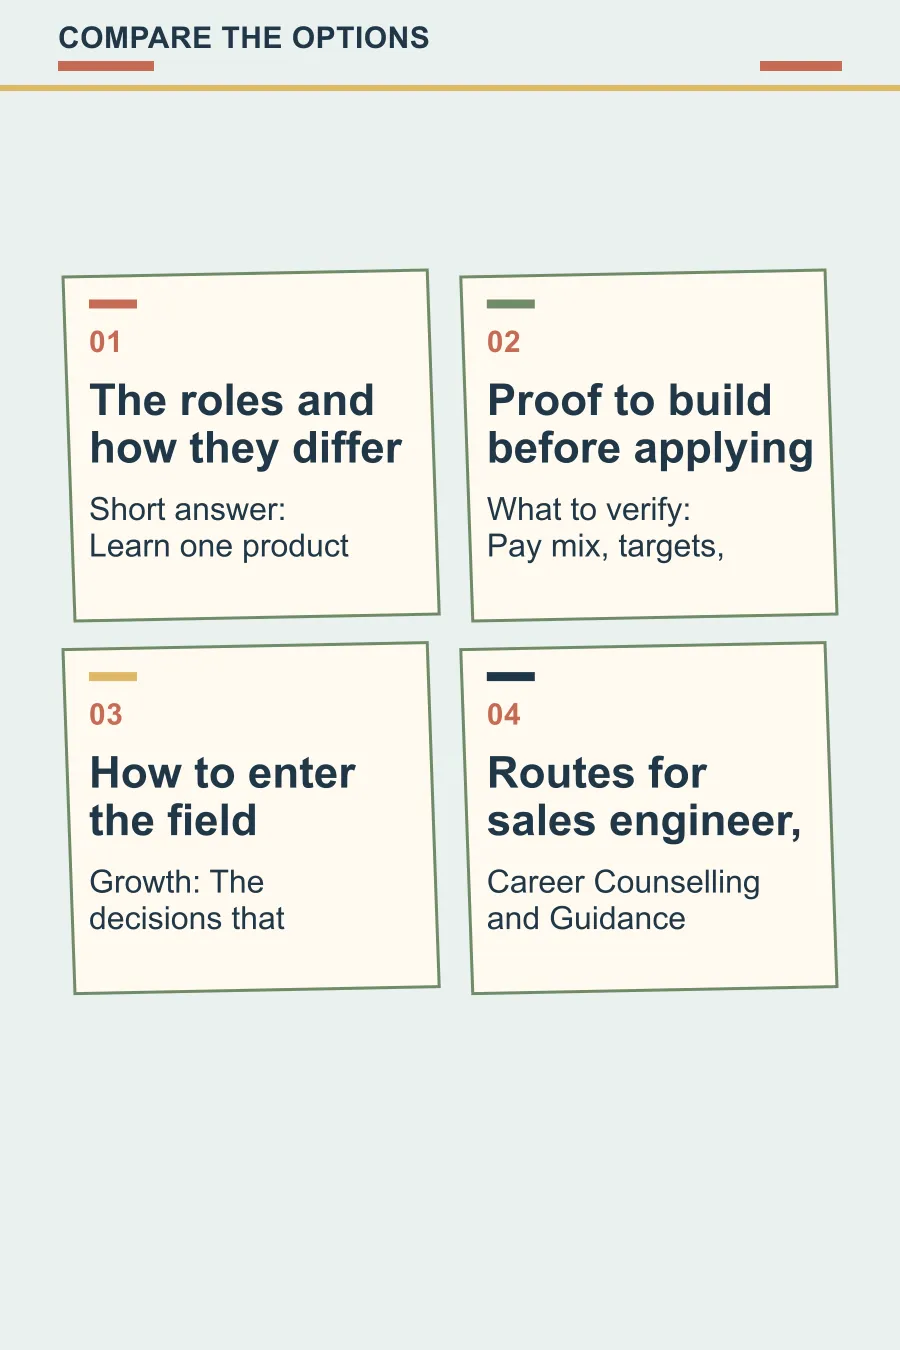 COMPARE THE OPTIONS
01
The roles and
how they differ
Short answer:
Learn one product
02
Proof to build
before applying
What to verify:
Pay mix, targets,
03
How to enter
the field
Growth: The
decisions that
04
Routes for
sales engineer,
Career Counselling
and Guidance